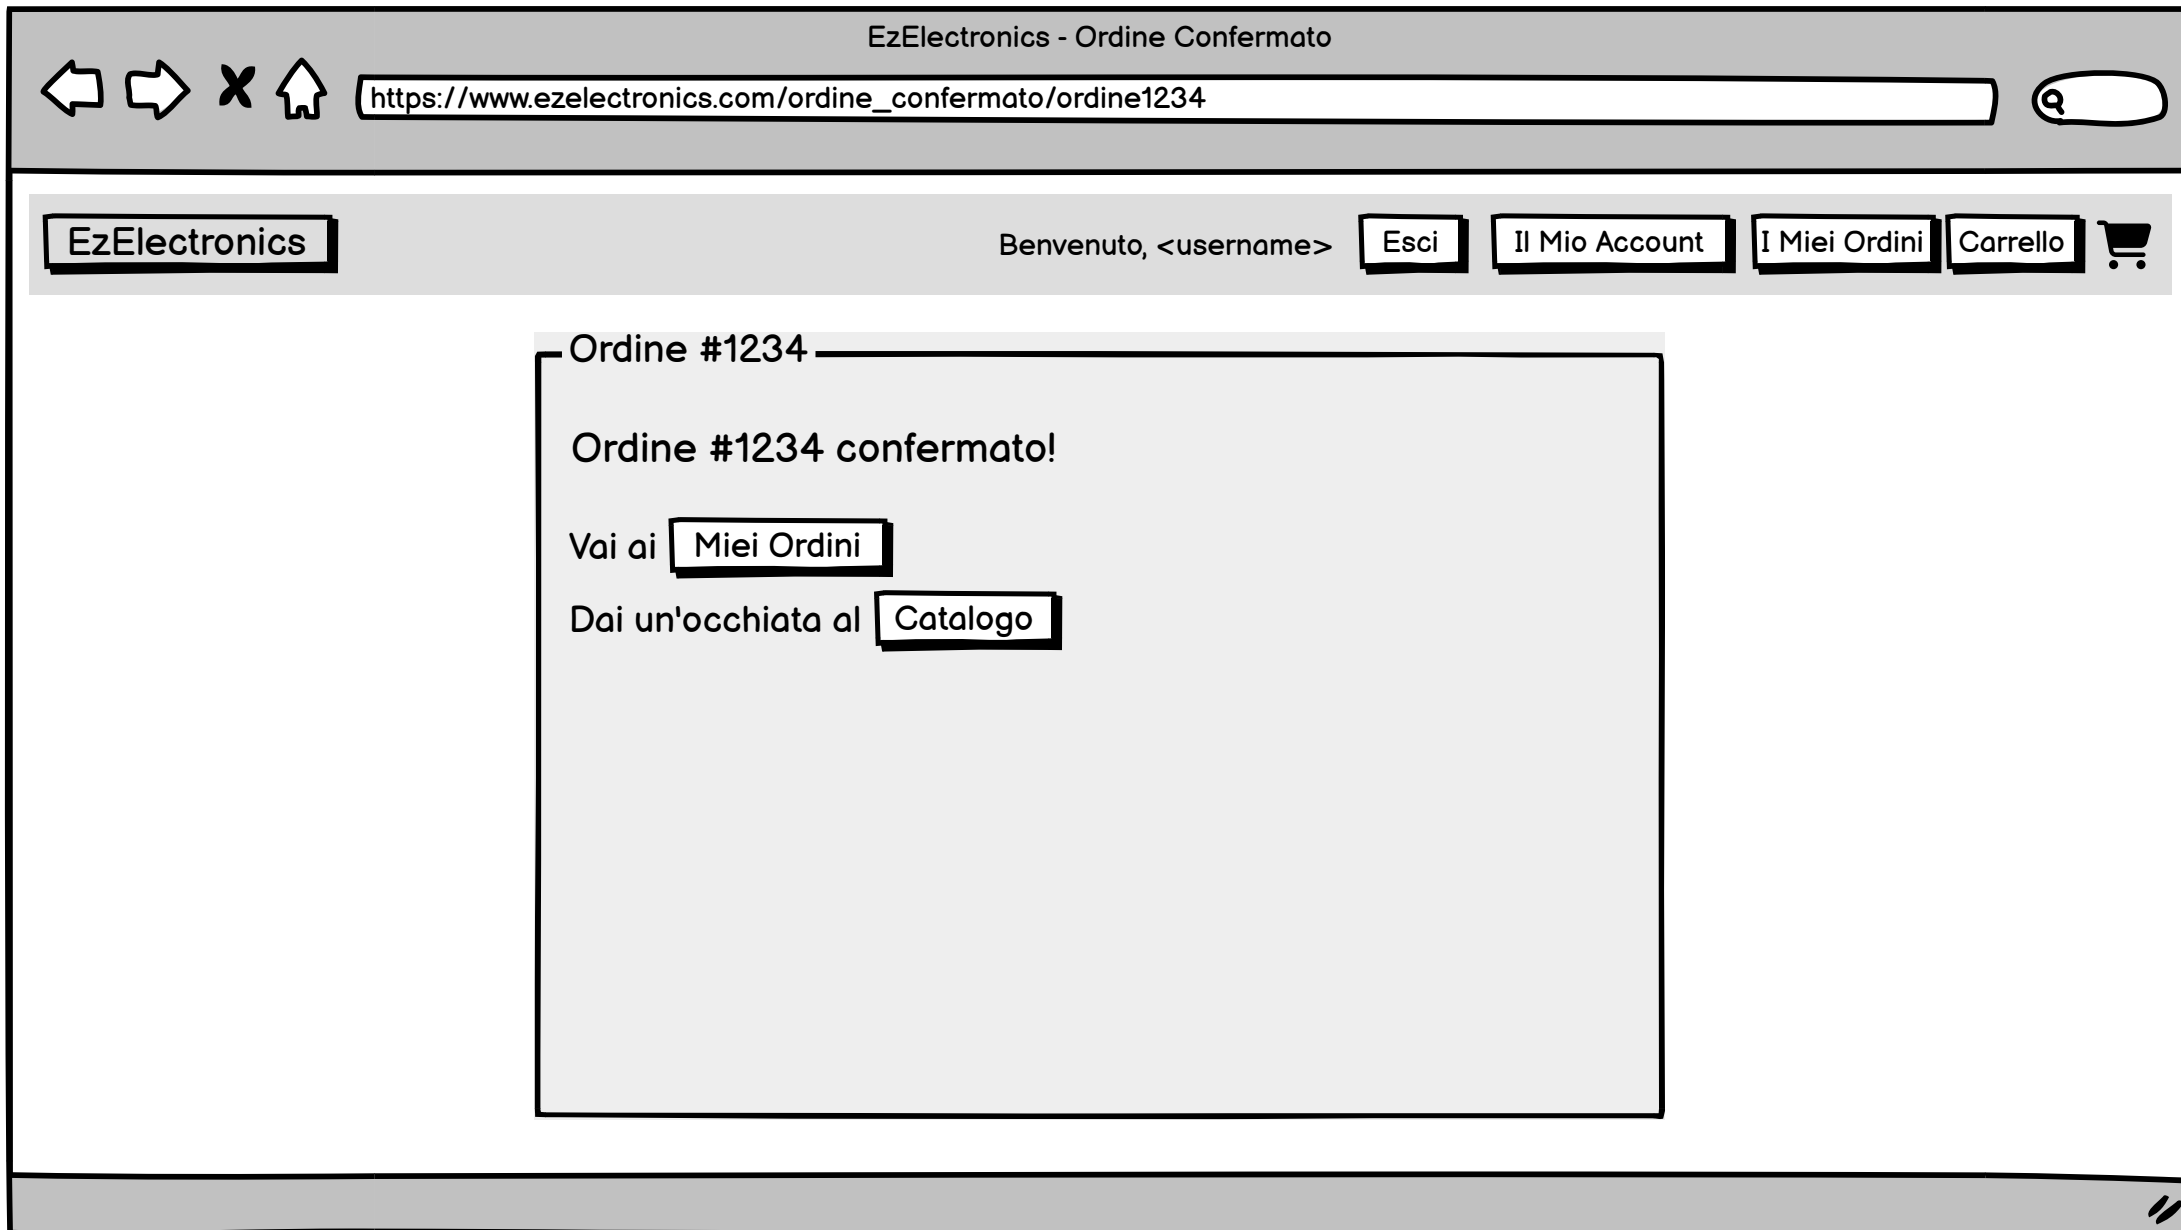 EzElectronics - Ordine Confermato
https://www.ezelectronics.com/ordine_confermato/ordine1234
EzElectronics Benvenuto, <username> Esci Il Mio Account I Miei Ordini Carrello
Ordine #1234
Ordine #1234 confermato!
Vai ai Miei Ordini
Dai un'occhiata al Catalogo